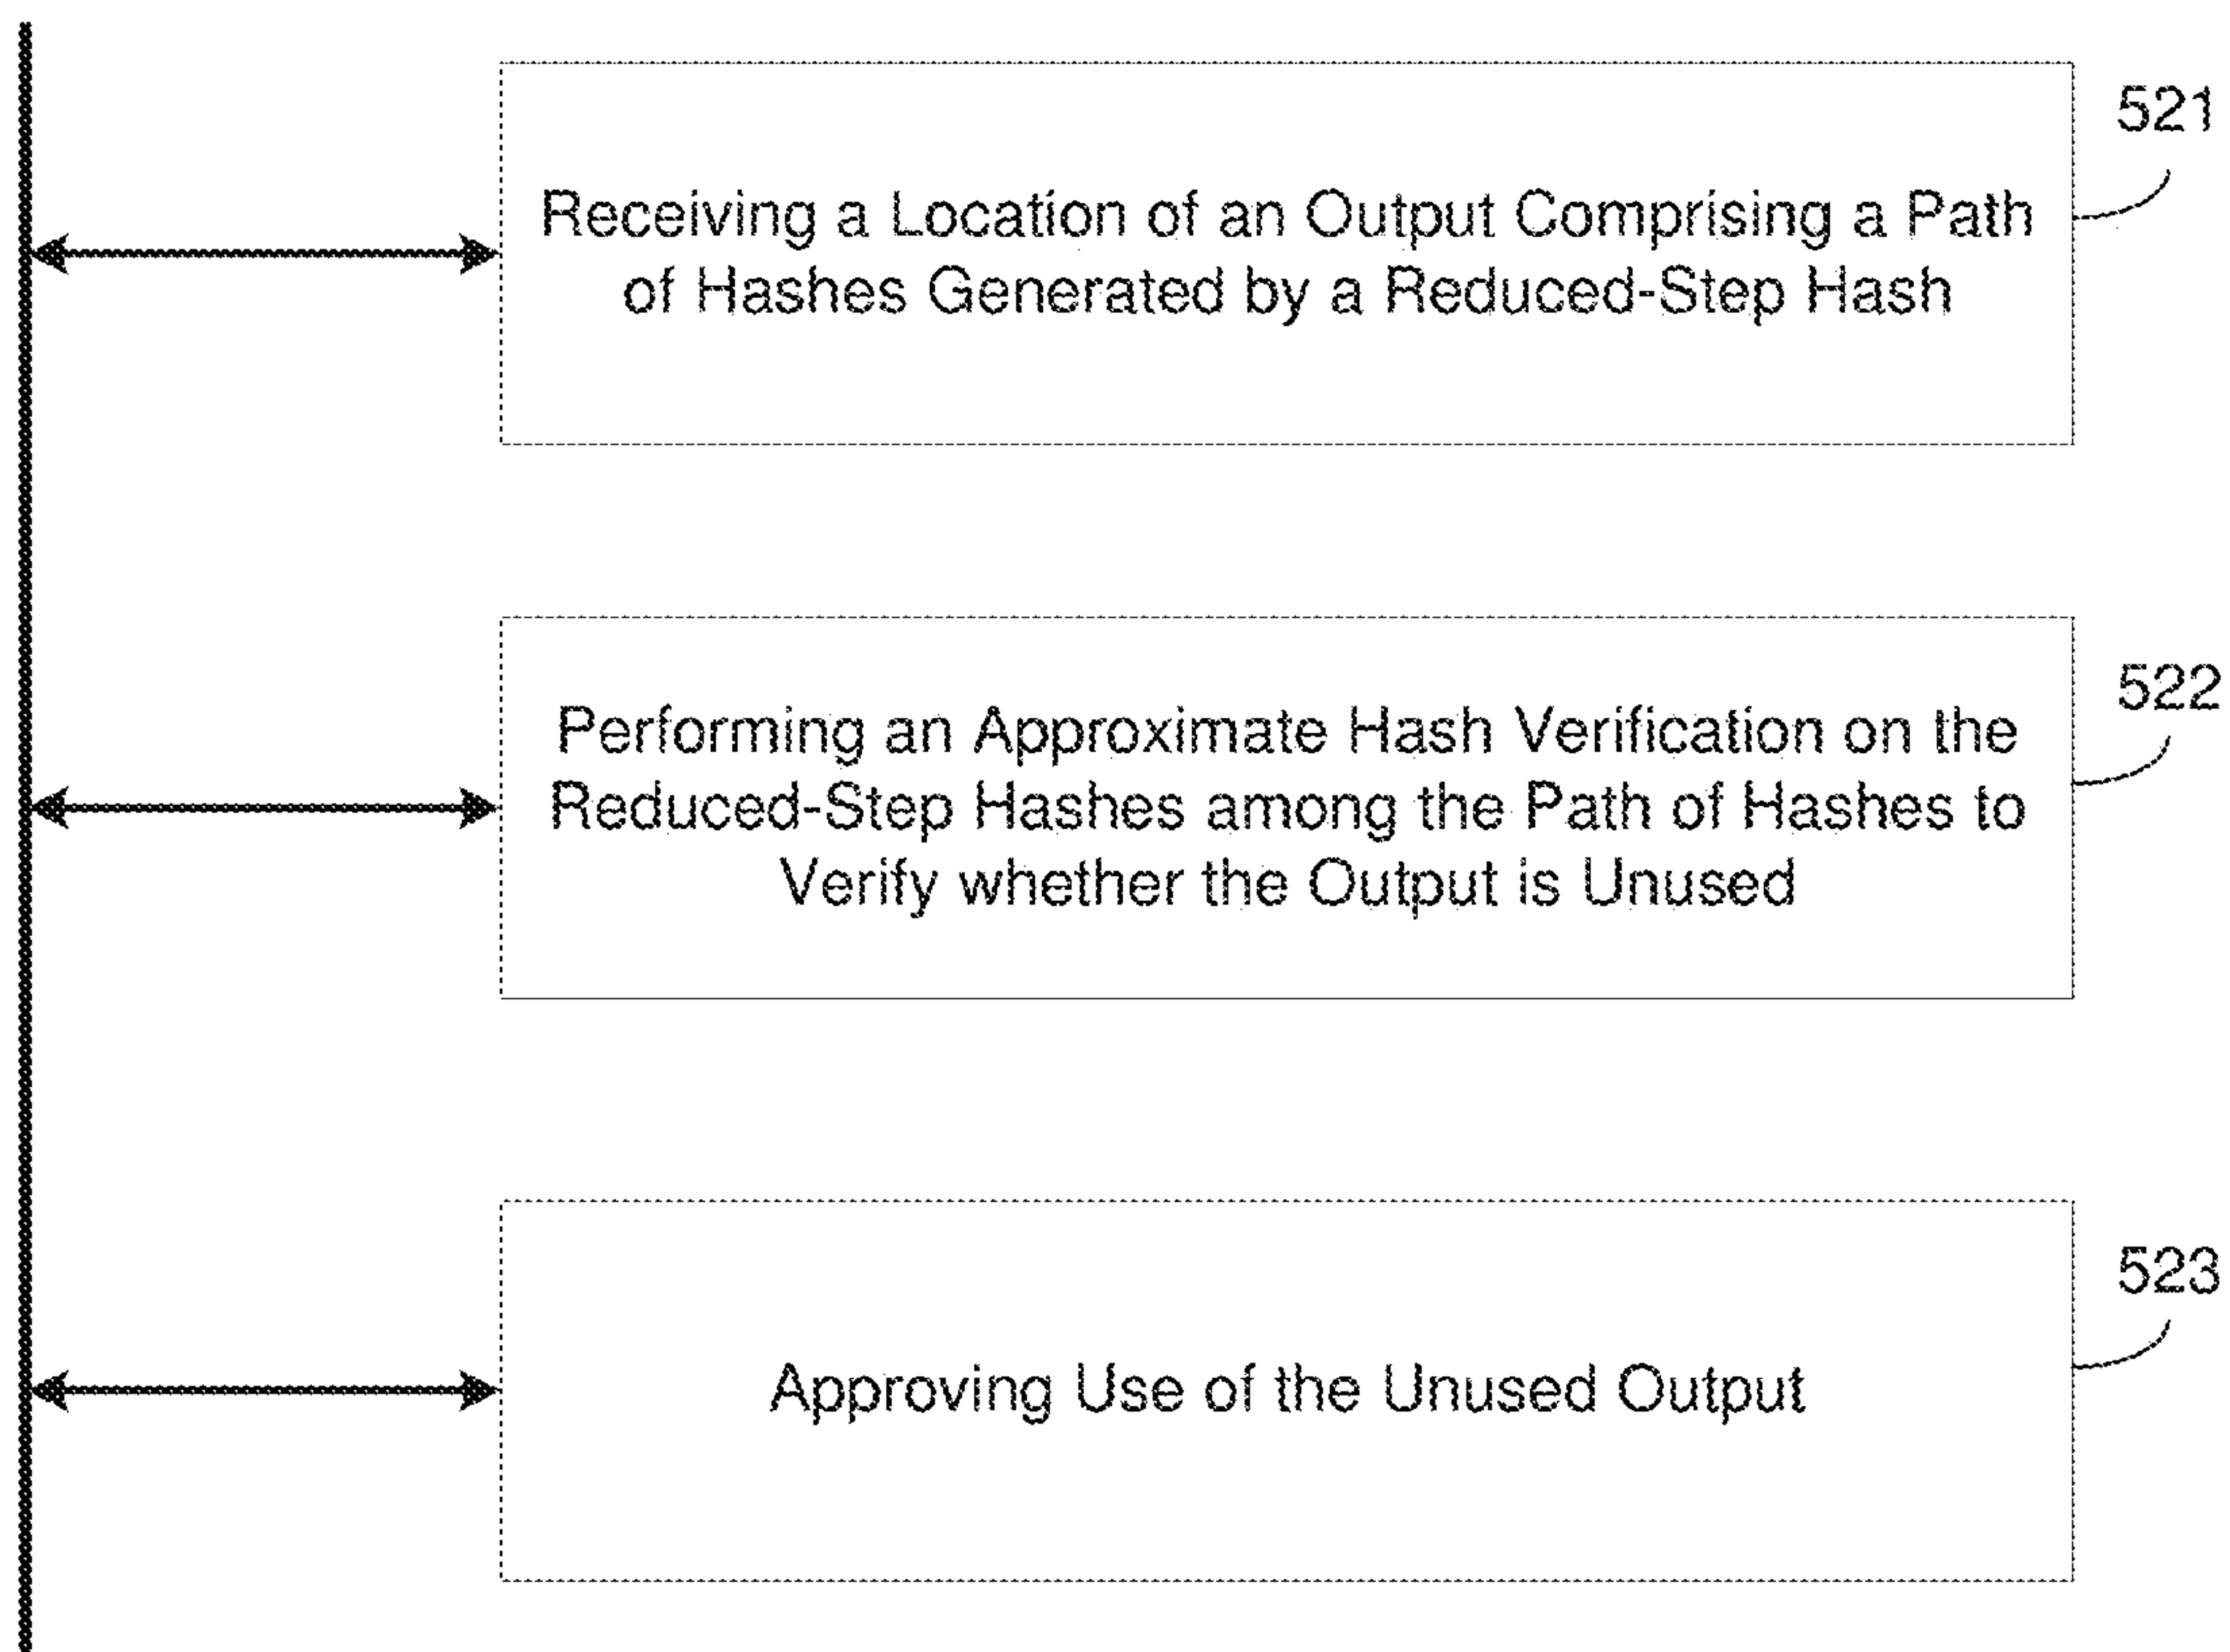 521
Receiving a Location of an Output Comprising a Path
of Hashes Generated by a Reduced-Step Hash
522
Performing an Approximate Hash Verification on the
Reduced-Step Hashes among the Path of Hashes to
Verify whether the Output is Unused
523
Approving Use of the Unused Output